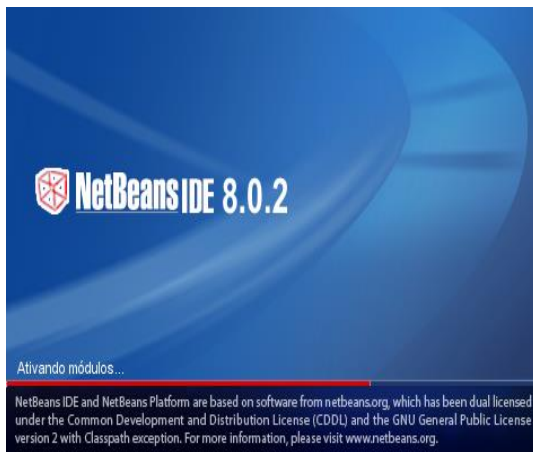 NetBeans IDE 8.0.2
Ativando módulos...
NetBeans IDE and NetBeans Platform are based on software from netbeans.org, which has been dual licensed
under the Common Development and Distribution License (CDDL) and the GNU General Public License
version 2 with Classpath exception. For more information, please visit www.netbeans.org.